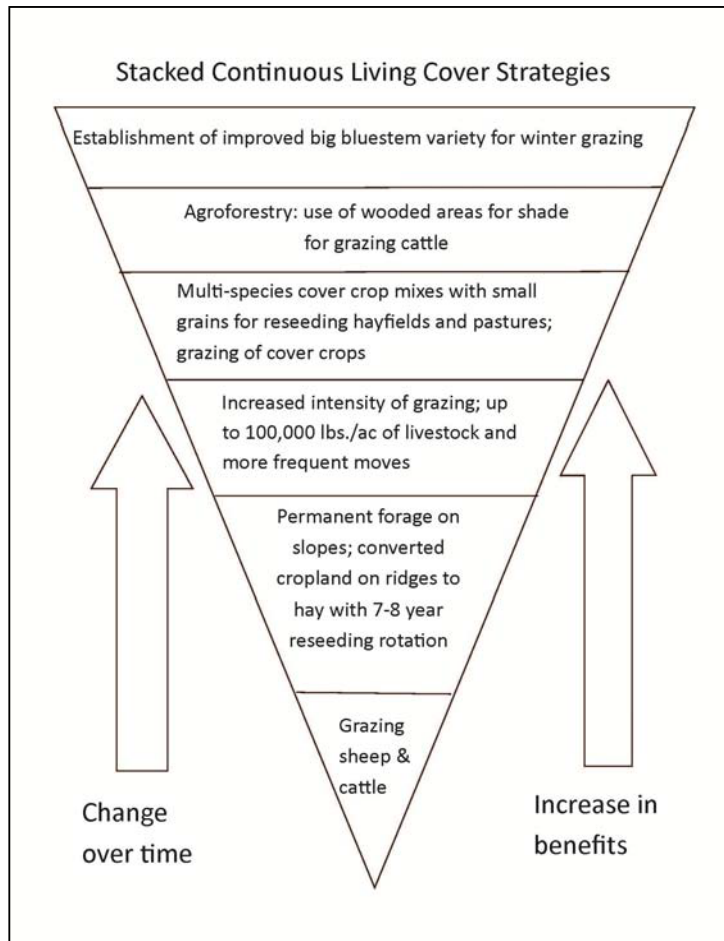 Stacked Continuous Living Cover Strategies
Establishment of improved big bluestem variety for winter grazing
Agroforestry: use of wooded areas for shade
for grazing cattle
Multi-species cover crop mixes with small
grains for reseeding hayfields and pastures;
grazing of cover crops
Increased intensity of grazing; up
to 100,000 lbs./ac of livestock and
more frequent moves
Permanent forage on
slopes; converted
cropland on ridges to
hay with 7-8 year
reseeding rotation
Grazing
sheep &
cattle
Change
over time
Increase in
benefits